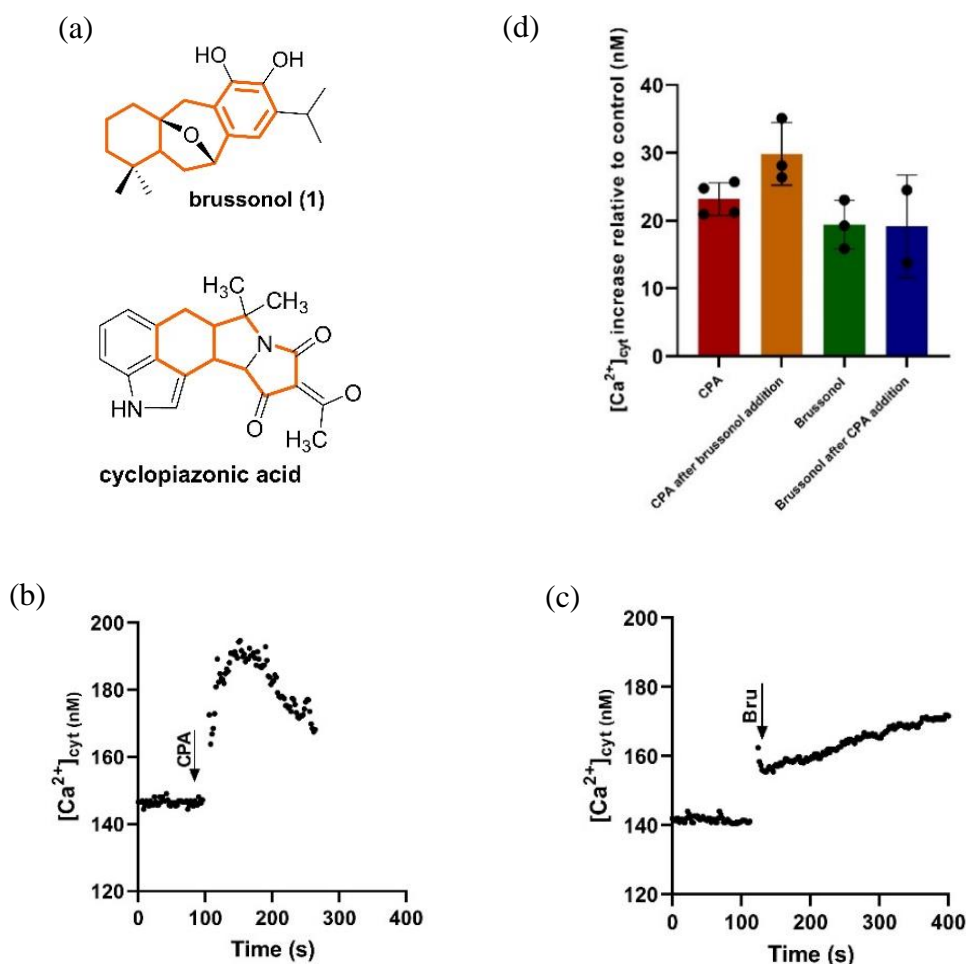 (a)
HO
OH
O
brussonol (1)
H₃C
CH₃
N
O
O
O
HN
H₃C
cyclopiazonic acid
(d)
[Ca²⁺]cyt increase relative to control (nM)
40
30
20
10
0
CPA
CPA after brussonol addition
Brussonol
Brussonol after CPA addition
(b)
[Ca²⁺]cyt (nM)
200
180
160
140
120
CPA
0 100 200 300 400
Time (s)
(c)
[Ca²⁺]cyt (nM)
200
180
160
140
120
Bru
0 100 200 300 400
Time (s)